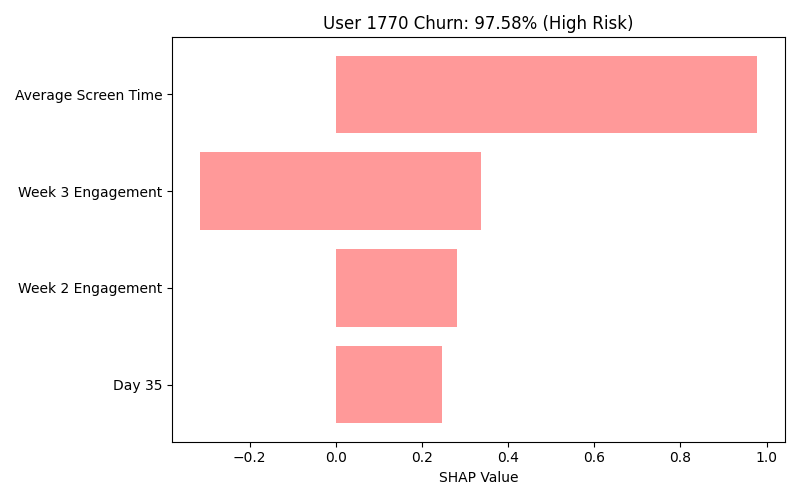 User 1770 Churn: 97.58% (High Risk)
Average Screen Time
Week 3 Engagement
Week 2 Engagement
Day 35
−0.2 0.0 0.2 0.4 0.6 0.8 1.0
SHAP Value